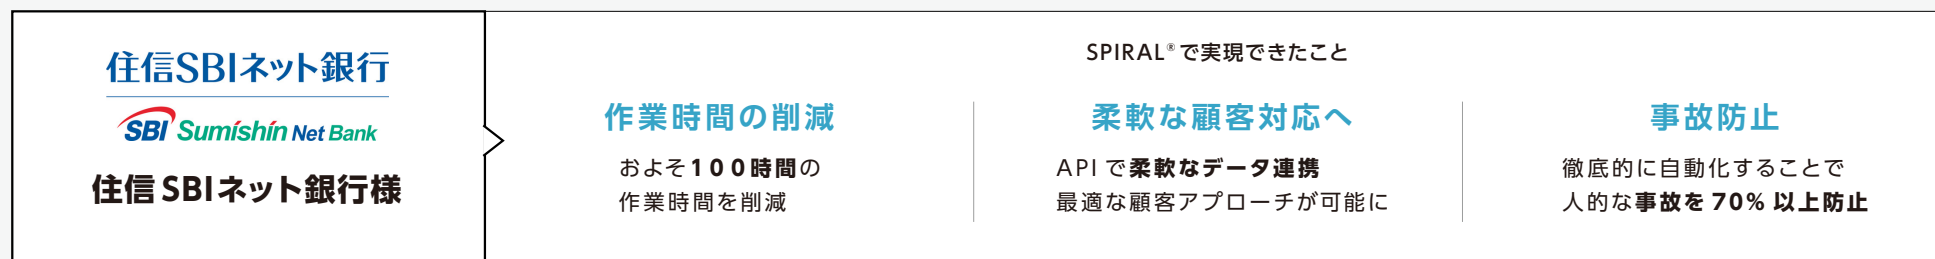 住信SBIネット銀行
SBI Sumishin Net Bank
住信SBIネット銀行様
SPIRAL®で実現できたこと
作業時間の削減
およそ100時間の
作業時間を削減
柔軟な顧客対応へ
APIで柔軟なデータ連携
最適な顧客アプローチが可能に
事故防止
徹底的に自動化することで
人的な事故を70%以上防止